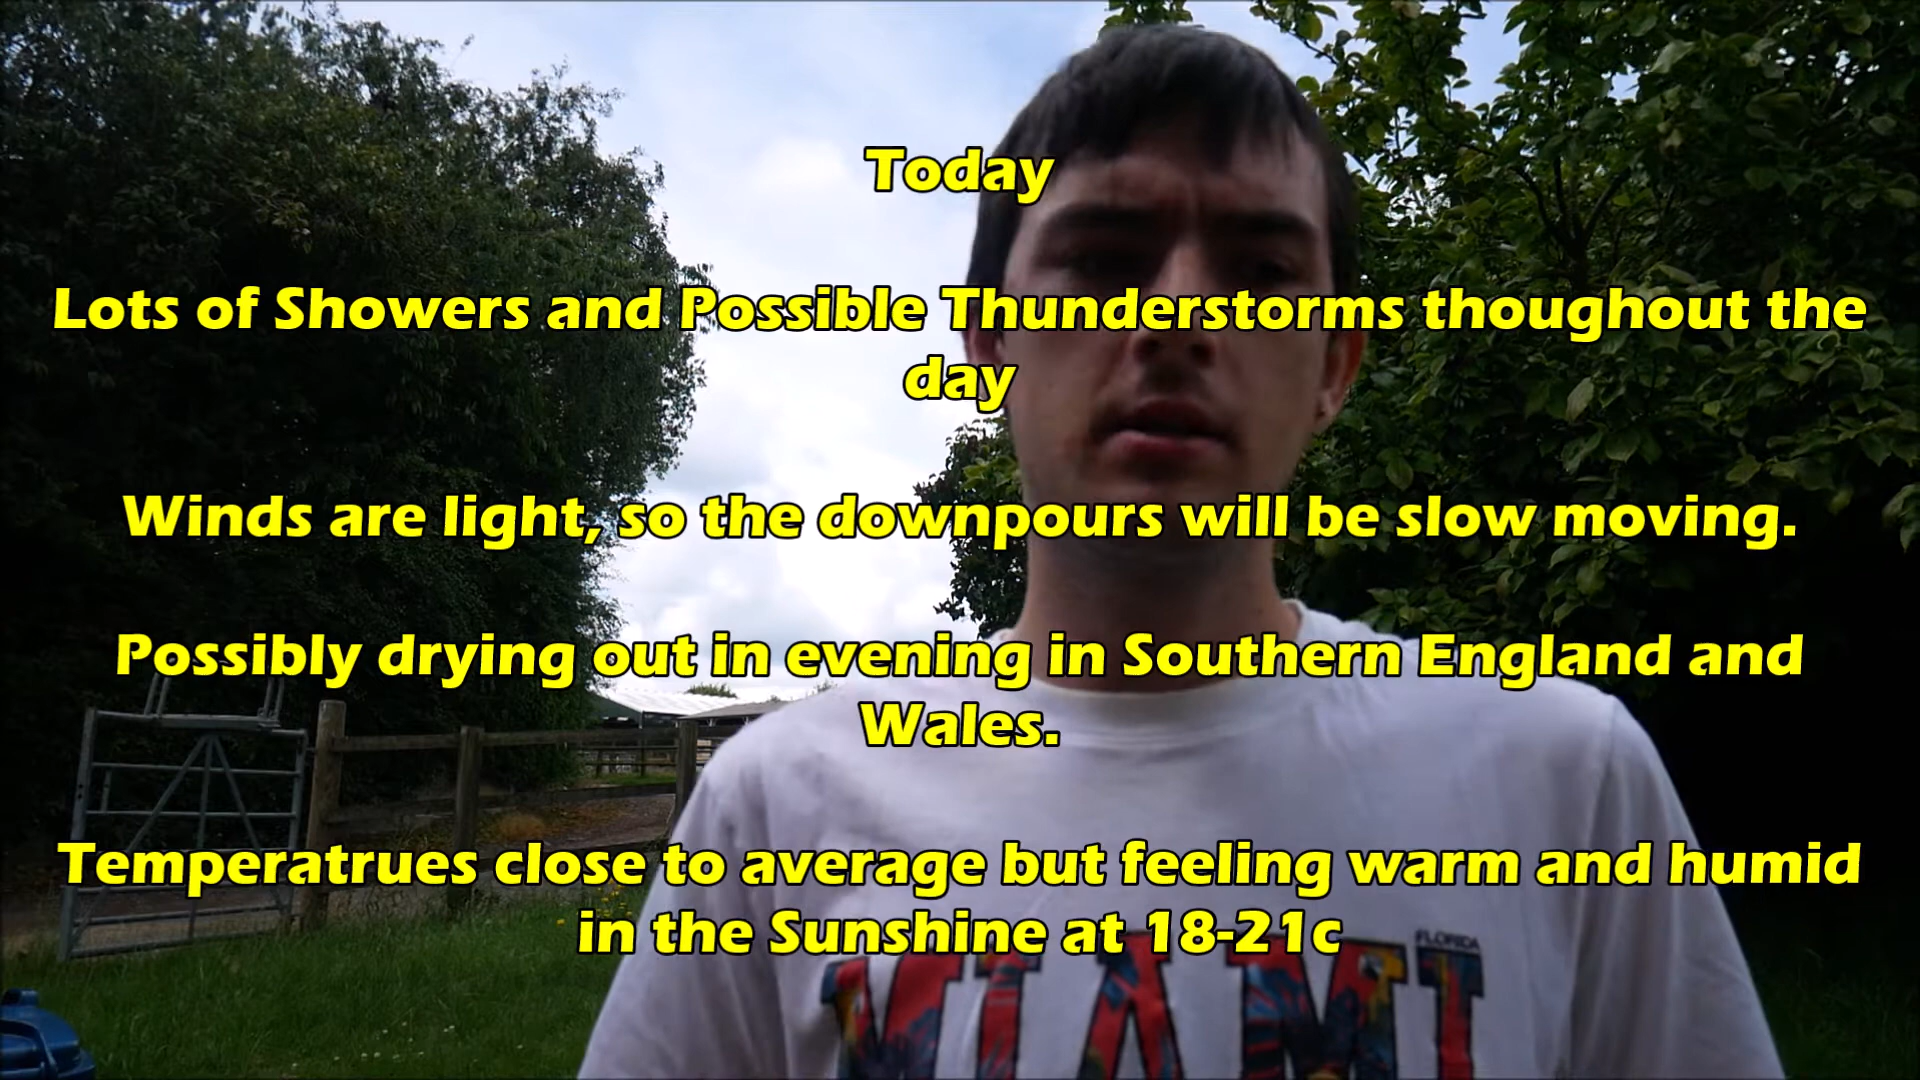 Today
Lots of Showers and Possible Thunderstorms thoughout the
day
Winds are light, so the downpours will be slow moving.
Possibly drying out in evening in Southern England and
Wales.
Temperatrues close to average but feeling warm and humid
in the Sunshine at 18-21c
FLORIDA
MIAMI